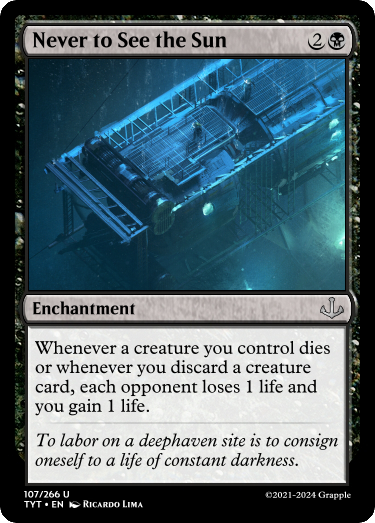 Never to See the Sun 2
Enchantment
Whenever a creature you control dies
or whenever you discard a creature
card, each opponent loses 1 life and
you gain 1 life.
To labor on a deephaven site is to consign
oneself to a life of constant darkness.
107/266 U
TYT • EN Ricardo Lima
©2021-2024 Grapple